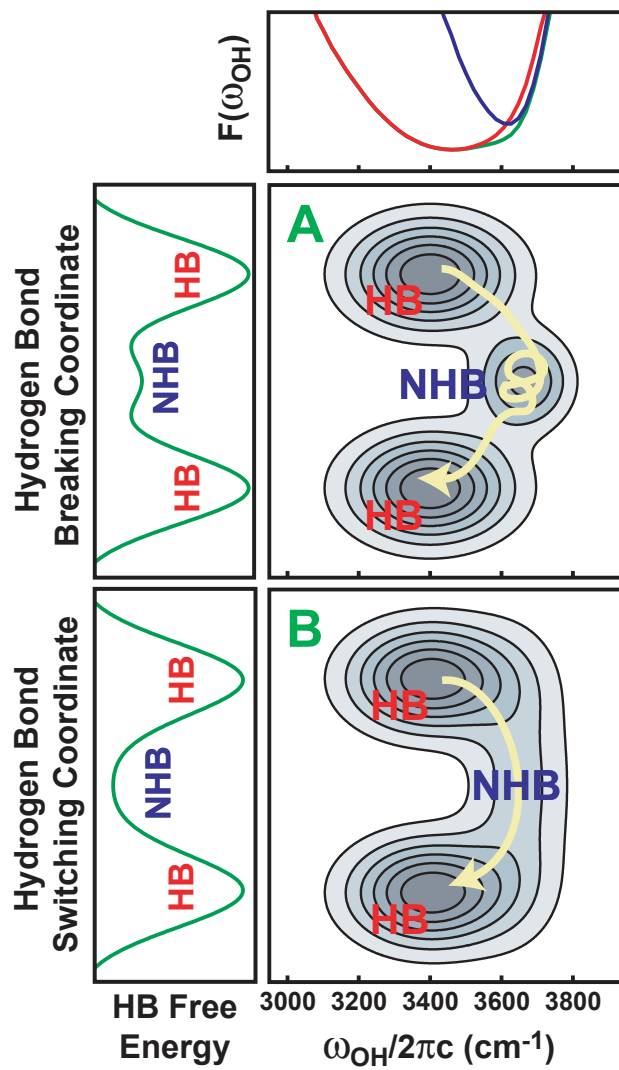 F(ωOH)
Hydrogen Bond
Breaking Coordinate
HB
NHB
HB
A
HB
NHB
HB
Hydrogen Bond
Switching Coordinate
HB
NHB
HB
B
HB
NHB
HB
3000 3200 3400 3600 3800
HB Free
Energy
ωOH/2πc (cm-1)